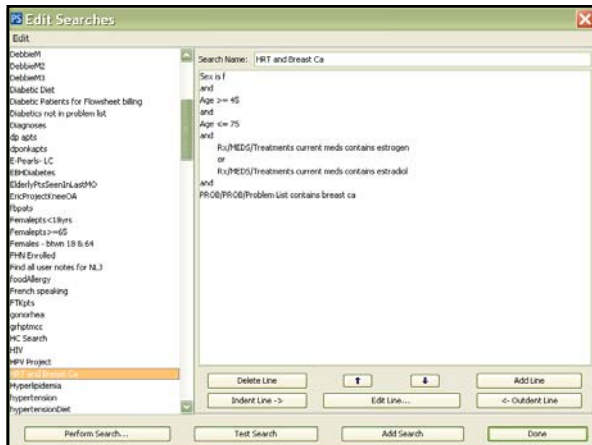 PS Edit Searches
Edit
DebbieM
DebbieM2
DebbieM3
Diabetic Diet
Diabetic Patients for Flowsheet billing
Diabetics not in problem list
Diagnoses
dp apts
dponkapts
E-Pearls- LC
EBMDiabetes
ElderlyPtsSeenInLastMO
EricProjectKneeOA
fbpats
Femalepts<18yrs
Femalepts>=65
Females - btwn 18 & 64
FHN Enrolled
Find all user notes for NL3
foodAllergy
French speaking
FTKpts
gonorhea
grhptmcc
HC Search
HIV
HPV Project
HRT and Breast Ca
Hyperlipidemia
hypertension
hypertensionDiet
Search Name: HRT and Breast Ca
Sex is f
and
Age >= 45
and
Age <= 75
and
Rx/MEDS/Treatments current meds contains estrogen
or
Rx/MEDS/Treatments current meds contains estradiol
and
PROB/PROB/Problem List contains breast ca
Delete Line
Add Line
Indent Line ->
Edit Line...
<- Outdent Line
Perform Search...
Test Search
Add Search
Done